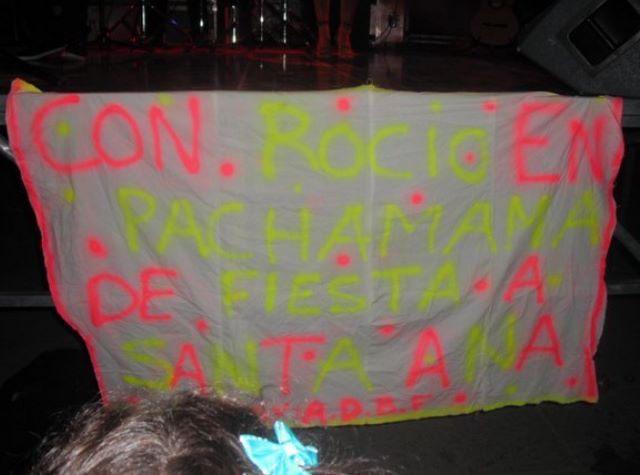 CON ROCIO EN
PACHAMAMA
DE FIESTA A
SANTA ANA